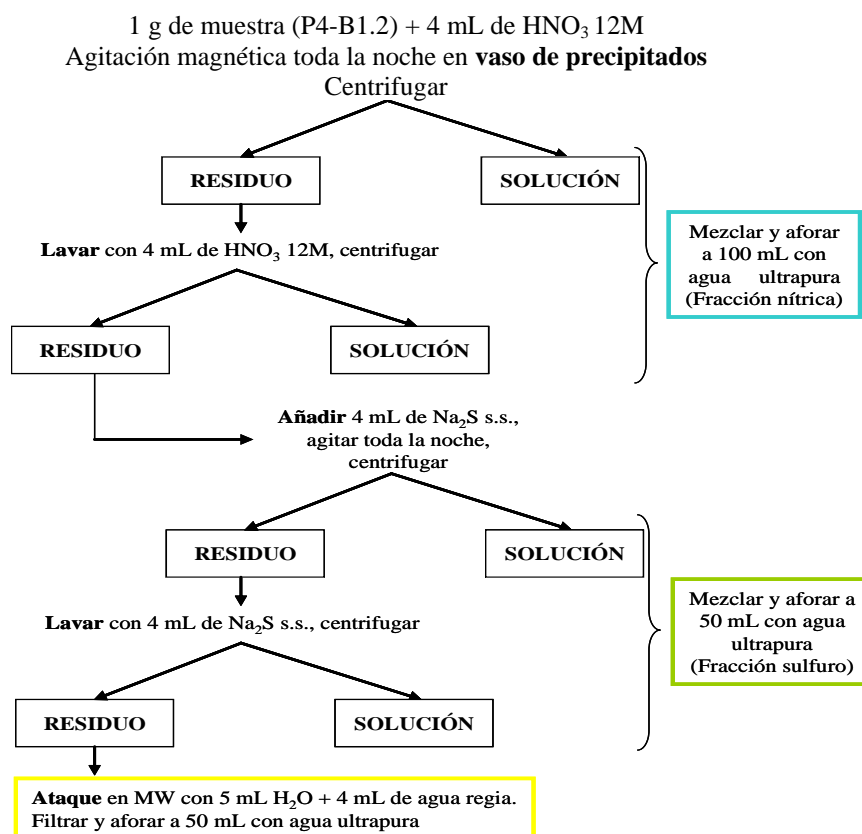 1 g de muestra (P4-B1.2) + 4 mL de HNO₃ 12M
Agitación magnética toda la noche en vaso de precipitados
Centrifugar
RESIDUO
SOLUCIÓN
Lavar con 4 mL de HNO₃ 12M, centrifugar
Mezclar y aforar
a 100 mL con
agua ultrapura
(Fracción nítrica)
RESIDUO
SOLUCIÓN
Añadir 4 mL de Na₂S s.s.,
agitar toda la noche,
centrifugar
RESIDUO
SOLUCIÓN
Lavar con 4 mL de Na₂S s.s., centrifugar
Mezclar y aforar a
50 mL con agua
ultrapura
(Fracción sulfuro)
RESIDUO
SOLUCIÓN
Ataque en MW con 5 mL H₂O + 4 mL de agua regia.
Filtrar y aforar a 50 mL con agua ultrapura